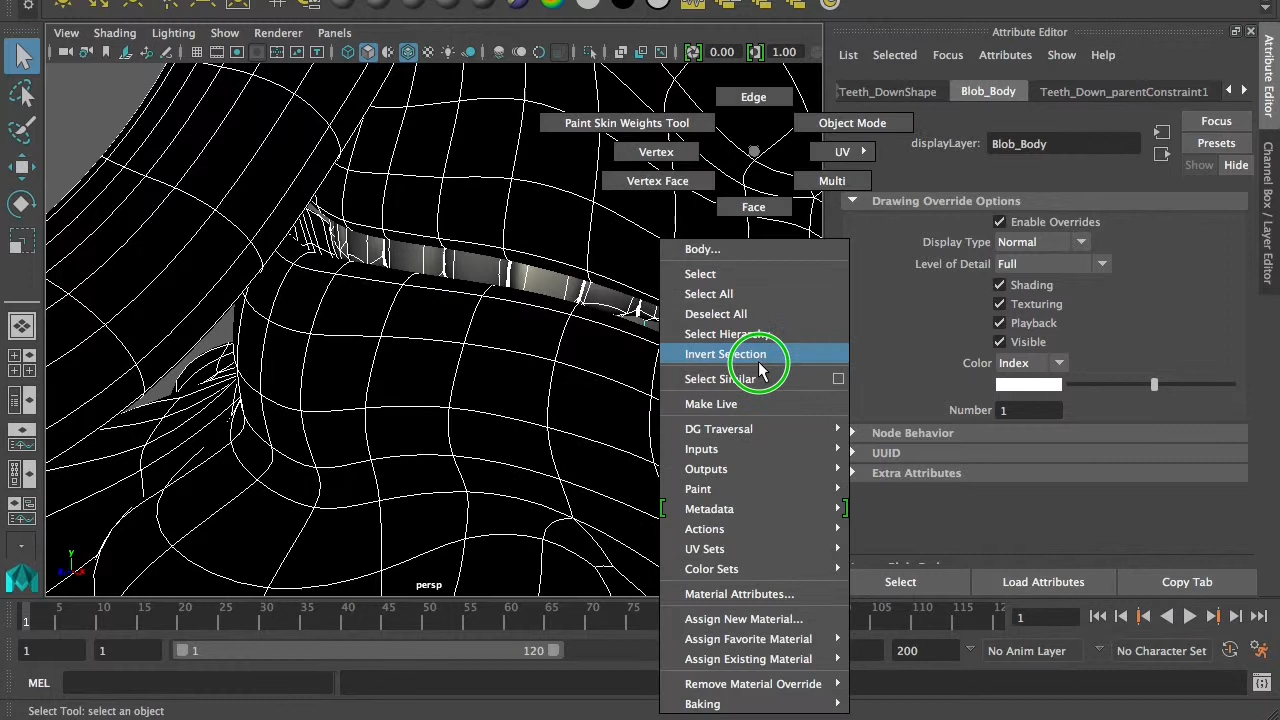 Attribute Editor
View Shading Lighting Show Renderer Panels
List Selected Focus Attributes Show Help
0.00 1.00
Teeth_DownShape Blob_Body Teeth_Down_parentConstraint1
Edge
Paint Skin Weights Tool Object Mode
Vertex UV
Vertex Face Multi
Face
Focus
displayLayer: Blob_Body Presets
Show Hide
Drawing Override Options
Enable Overrides
Display Type Normal
Level of Detail Full
Shading
Texturing
Playback
Visible
Color Index
Number 1
Node Behavior
UUID
Extra Attributes
Select Load Attributes Copy Tab
Attribute Editor
Channel Box / Layer Editor
Body...
Select
Select All
Deselect All
Select Hierarchy
Invert Selection
Select Similar
Make Live
DG Traversal
Inputs
Outputs
Paint
Metadata
Actions
UV Sets
Color Sets
Material Attributes...
Assign New Material...
Assign Favorite Material
Assign Existing Material
Remove Material Override
Baking
y
persp
5 10 15 20 25 30 35 40 45 50 55 60 65 70 75 105 110 115 12
1 1
1 1 1 120 200 No Anim Layer No Character Set
MEL
Select Tool: select an object